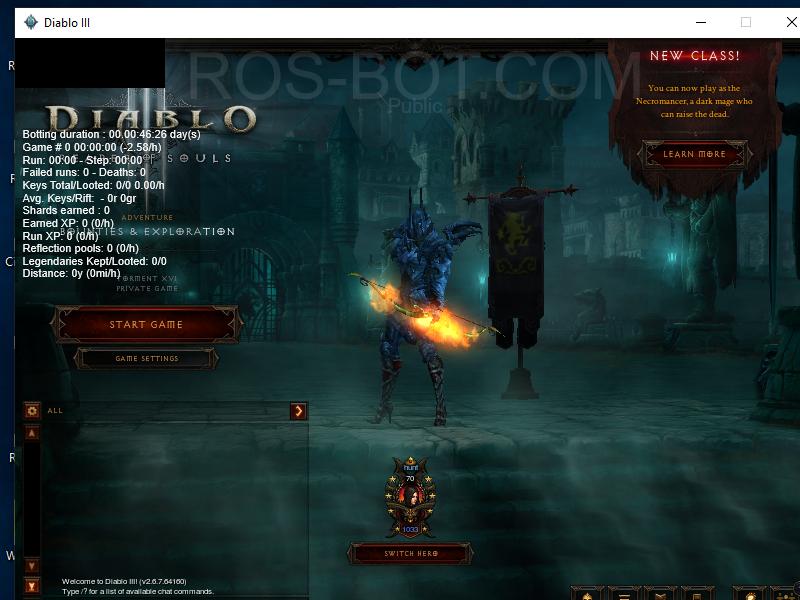 Diablo III
ROS-BOT.COM
Public
NEW CLASS!
You can now play as the
Necromancer, a dark mage who
can raise the dead.
LEARN MORE
DIABLO
Botting duration : 00.00:46:26 day(s)
Game # 0 00:00:00 (-2.58/h)
Run: 00:00 - Step: 00:00
OF SOULS
Failed runs: 0 - Deaths: 0
Keys Total/Looted: 0/0 0.00/h
Avg. Keys/Rift: - 0r 0gr
Shards earned : 0
ADVENTURE
Earned XP: 0 (0/h)
BOUNTIES & EXPLORATION
Run XP: 0 (0/h)
Reflection pools: 0 (0/h)
Legendaries Kept/Looted: 0/0
Distance: 0y (0mi/h)
TORMENT XVI
PRIVATE GAME
START GAME
GAME SETTINGS
ALL
hunt
70
1033
SWITCH HERO
Welcome to Diablo III! (v2.6.7.64160)
Type /? for a list of available chat commands.